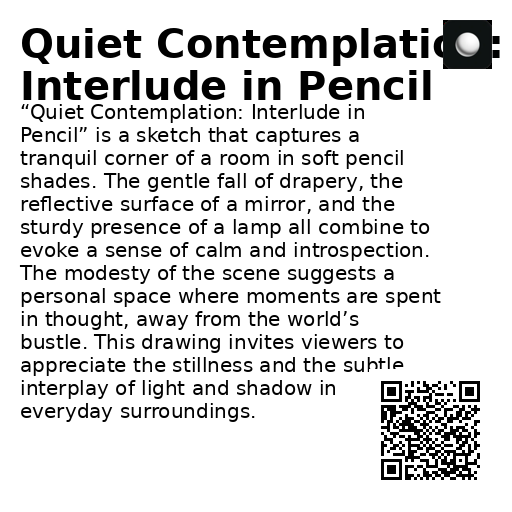 Quiet Contemplation:
Interlude in Pencil
“Quiet Contemplation: Interlude in
Pencil” is a sketch that captures a
tranquil corner of a room in soft pencil
shades. The gentle fall of drapery, the
reflective surface of a mirror, and the
sturdy presence of a lamp all combine to
evoke a sense of calm and introspection.
The modesty of the scene suggests a
personal space where moments are spent
in thought, away from the world’s
bustle. This drawing invites viewers to
appreciate the stillness and the subtle
interplay of light and shadow in
everyday surroundings.